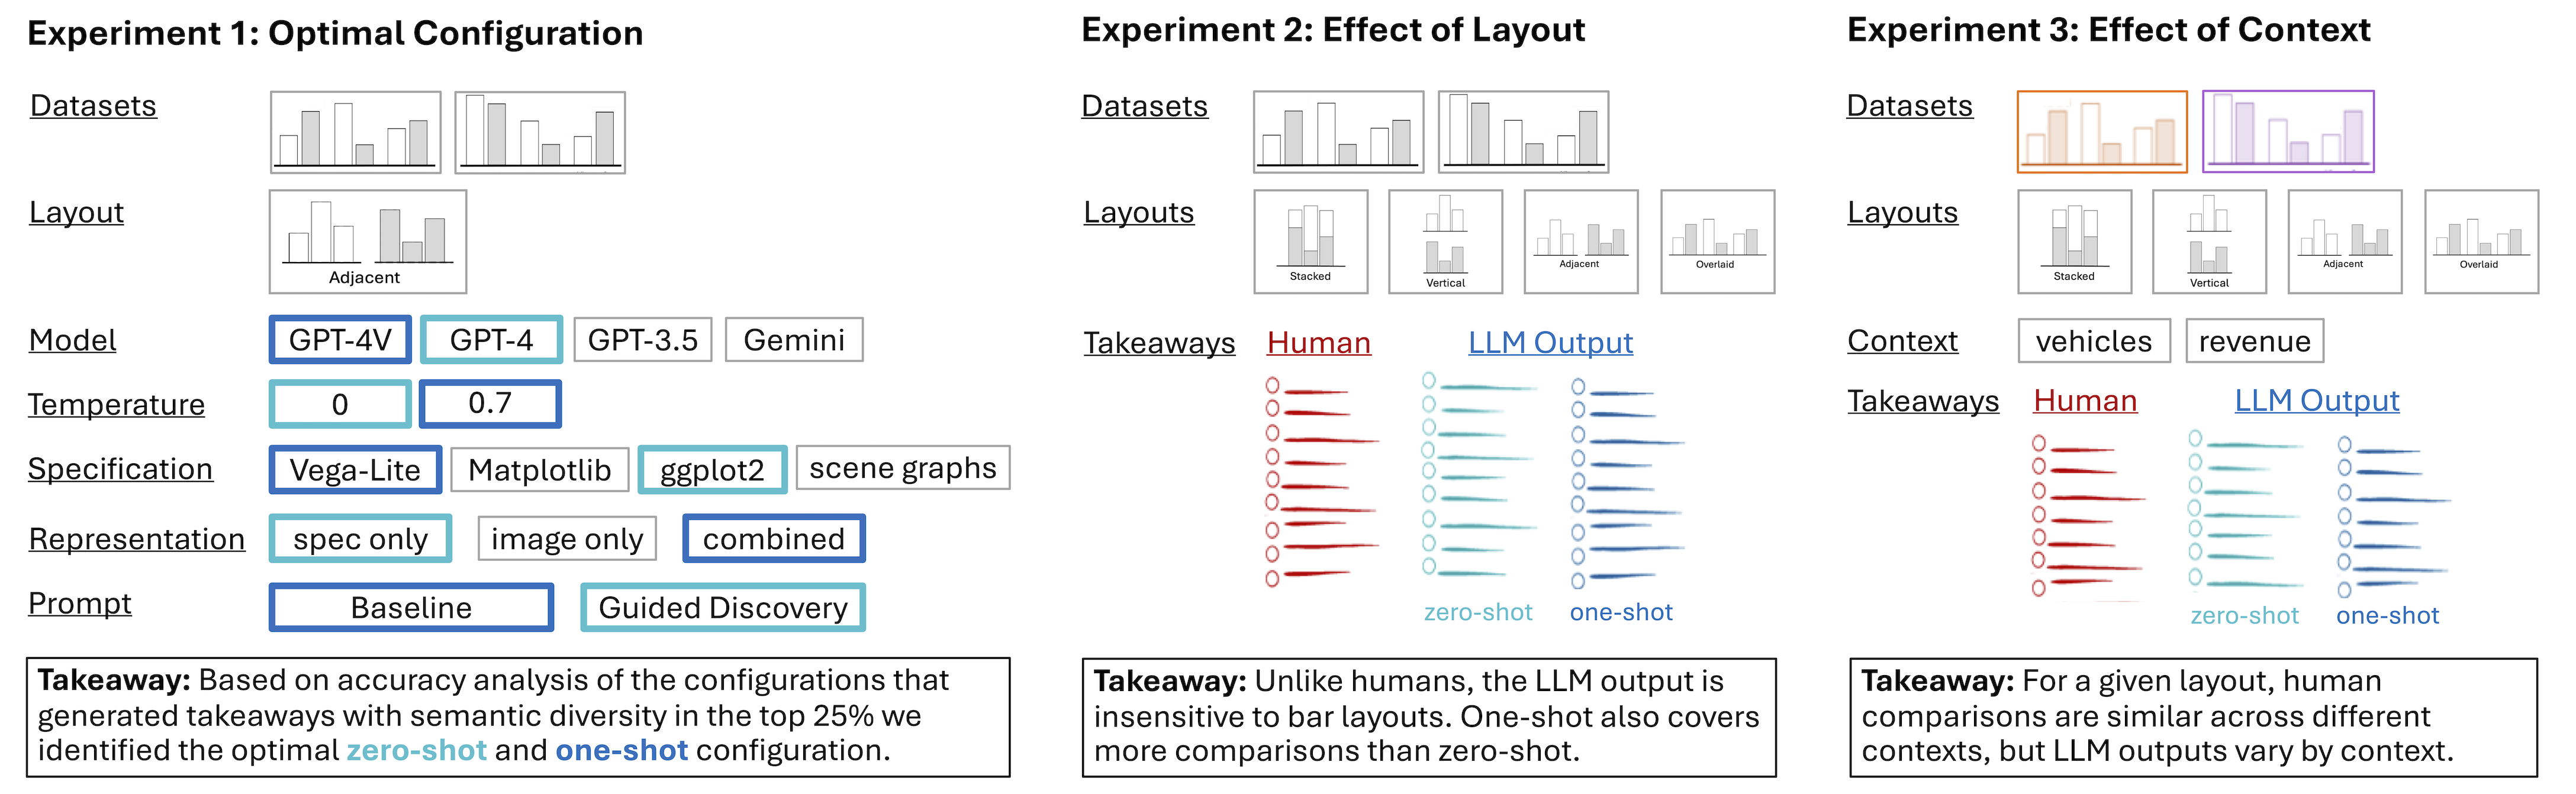 Experiment 1: Optimal Configuration
Datasets
Layout
Adjacent
Model
GPT-4V
GPT-4
GPT-3.5
Gemini
Temperature
0
0.7
Specification
Vega-Lite
Matplotlib
ggplot2
scene graphs
Representation
spec only
image only
combined
Prompt
Baseline
Guided Discovery
Takeaway: Based on accuracy analysis of the configurations that
generated takeaways with semantic diversity in the top 25% we
identified the optimal zero-shot and one-shot configuration.
Experiment 2: Effect of Layout
Datasets
Layouts
Stacked
Vertical
Adjacent
Overlaid
Takeaways
Human
LLM Output
zero-shot
one-shot
Takeaway: Unlike humans, the LLM output is
insensitive to bar layouts. One-shot also covers
more comparisons than zero-shot.
Experiment 3: Effect of Context
Datasets
Layouts
Stacked
Vertical
Adjacent
Overlaid
Context
vehicles
revenue
Takeaways
Human
LLM Output
zero-shot
one-shot
Takeaway: For a given layout, human
comparisons are similar across different
contexts, but LLM outputs vary by context.